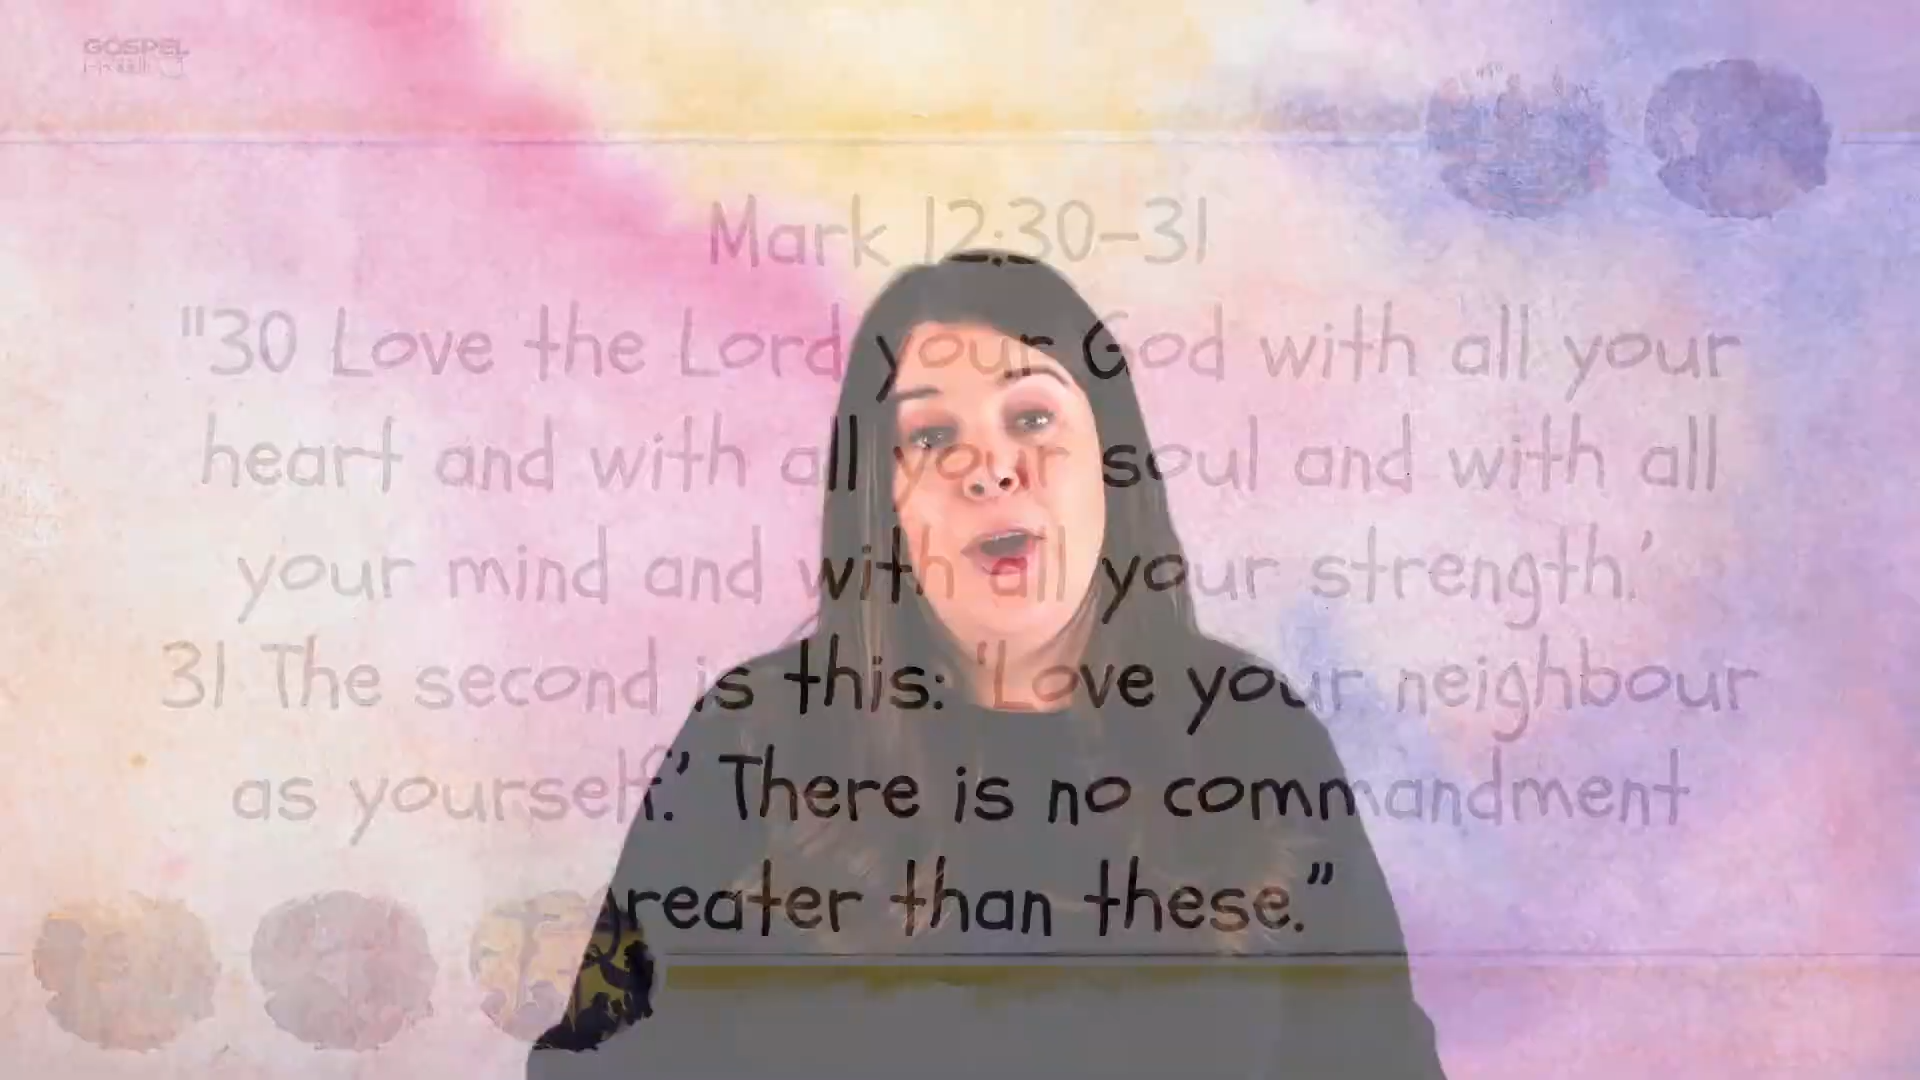 GOSPEL
Mark 12:30-31
"30 Love the Lord your God with all your
heart and with all your soul and with all
your mind and with all your strength.’
31 The second is this: ‘Love your neighbour
as yourself.’ There is no commandment
greater than these.”